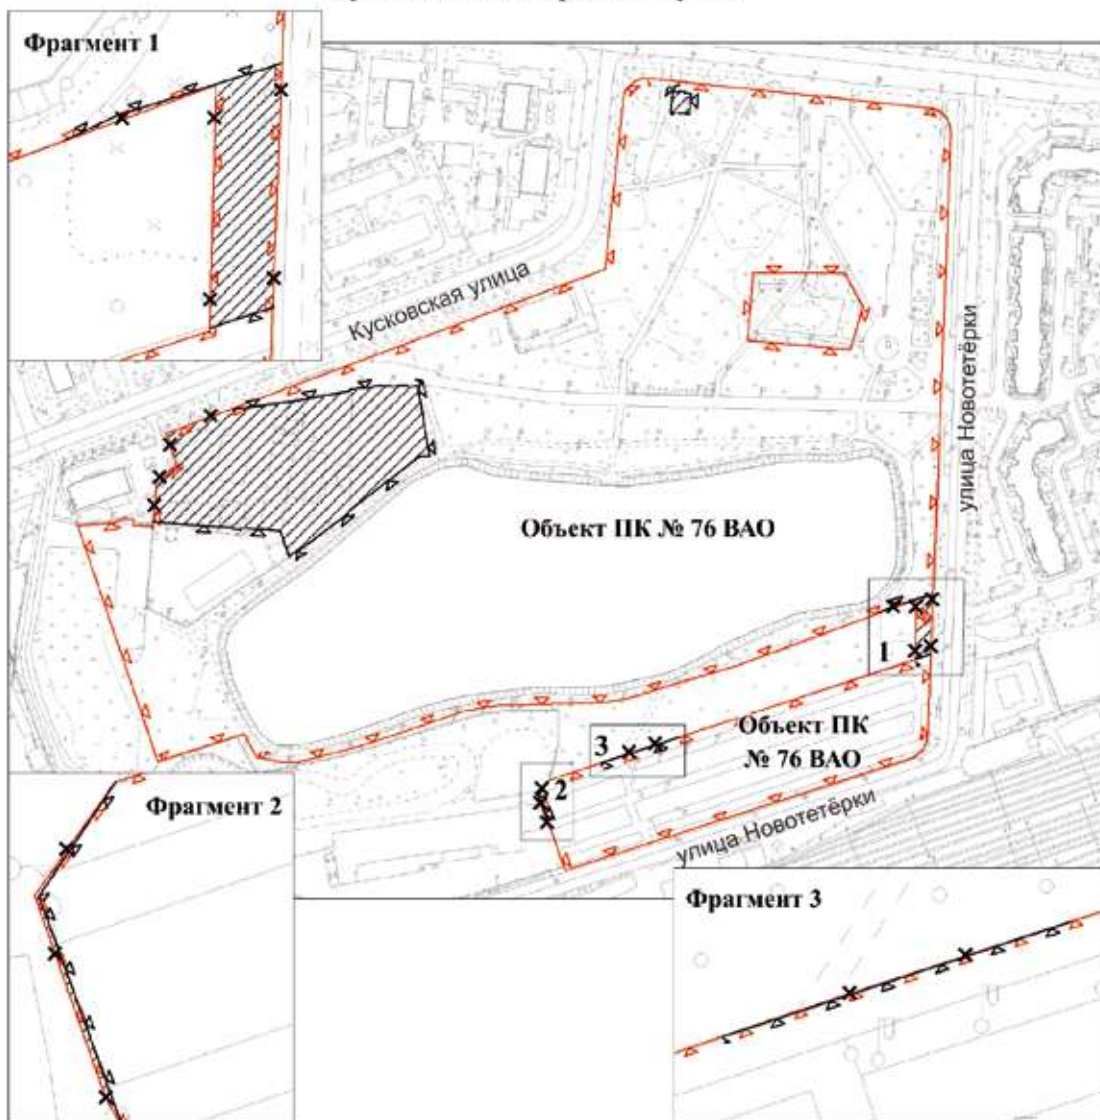 Фрагмент 1
Кусковская улица
улица Новотетёрки
Объект ПК № 76 ВАО
1
Объект ПК
№ 76 ВАО
3
2
улица Новотетёрки
Фрагмент 2
Фрагмент 3